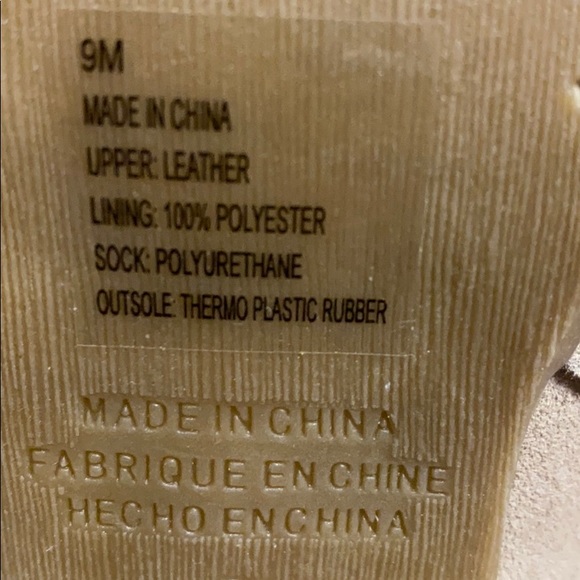 9M
MADE IN CHINA
UPPER: LEATHER
LINING: 100% POLYESTER
SOCK: POLYURETHANE
OUTSOLE: THERMO PLASTIC RUBBER
MADE IN CHINA
FABRIQUE EN CHINE
HECHO EN CHINA